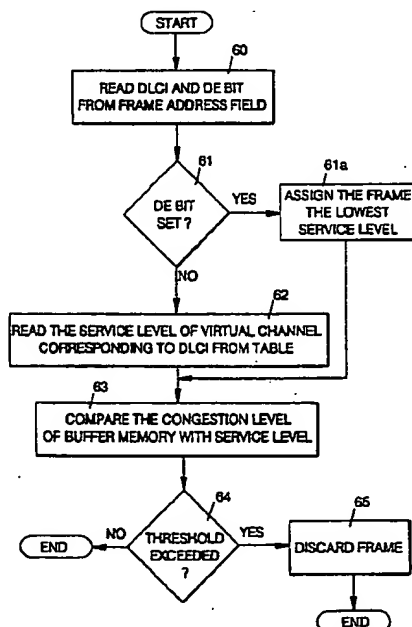 START
60
READ DLCI AND DE BIT
FROM FRAME ADDRESS FIELD
61
DE BIT
SET ?
YES
61a
ASSIGN THE FRAME
THE LOWEST
SERVICE LEVEL
NO
62
READ THE SERVICE LEVEL OF VIRTUAL CHANNEL
CORRESPONDING TO DLCI FROM TABLE
63
COMPARE THE CONGESTION LEVEL
OF BUFFER MEMORY WITH SERVICE LEVEL
64
END
NO
THRESHOLD
EXCEEDED
?
YES
65
DISCARD FRAME
END